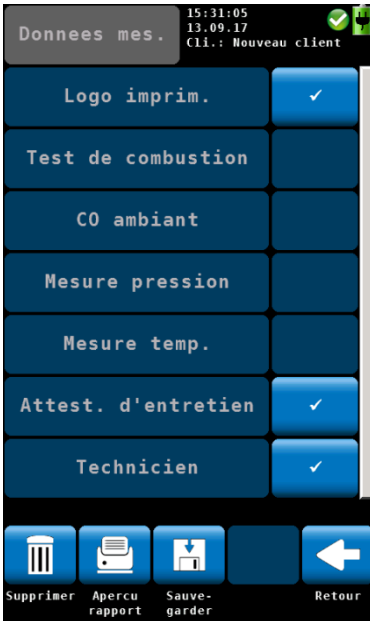 Donnees mes.
15:31:05
13.09.17
Cli.: Nouveau client
Logo imprim.
Test de combustion
CO ambiant
Mesure pression
Mesure temp.
Attest. d'entretien
Technicien
Supprimer
Apercu
rapport
Sauve-
garder
Retour